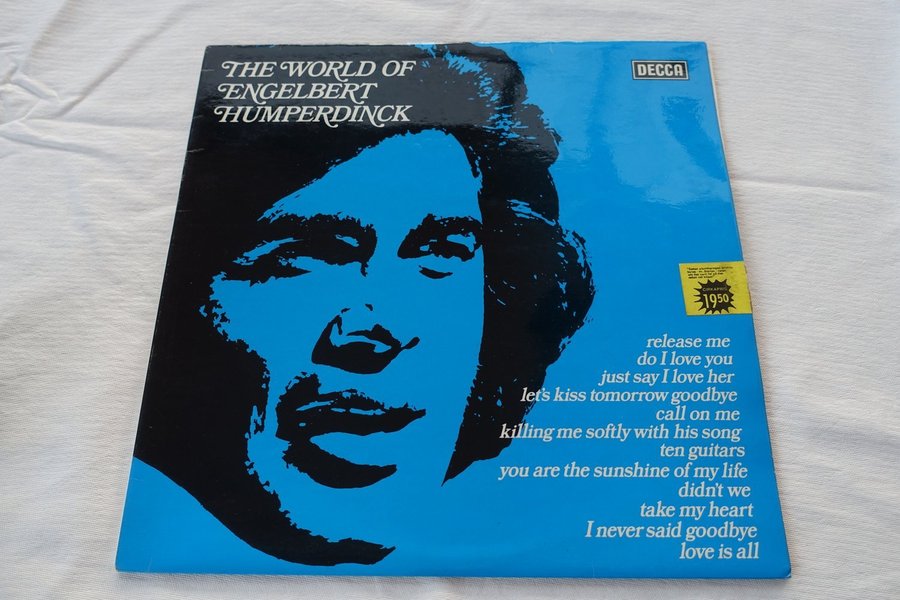 THE WORLD OF
ENGELBERT
HUMPERDINCK
DECCA
19.50
release me
do I love you
just say I love her
let's kiss tomorrow goodbye
call on me
killing me softly with his song
ten guitars
you are the sunshine of my life
didn't we
take my heart
I never said goodbye
love is all